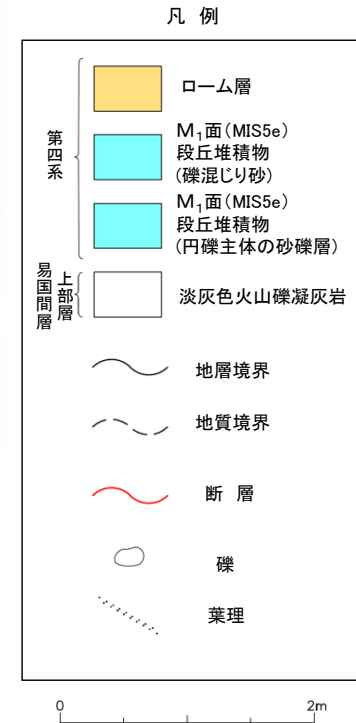 凡 例
第四系
ローム層
M₁面(MIS5e)
段丘堆積物
(礫混じり砂)
M₁面(MIS5e)
段丘堆積物
(円礫主体の砂礫層)
易国間層
上部層
淡灰色火山礫凝灰岩
地層境界
地質境界
断 層
礫
葉理
0 2m